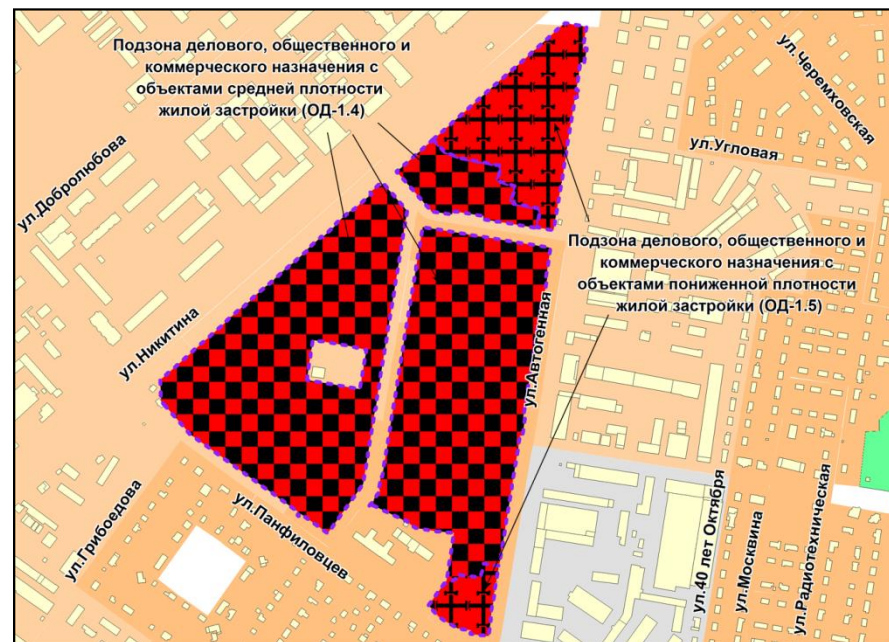 Подзона делового, общественного и
коммерческого назначения с
объектами средней плотности
жилой застройки (ОД-1.4)
ул.Черемховская
ул.Угловая
ул.Добролюбова
Подзона делового, общественного и
коммерческого назначения с
объектами пониженной плотности
жилой застройки (ОД-1.5)
ул.Никитина
ул.Автогенная
ул.Грибоедова
ул.Панфиловцев
ул.40 лет Октября
ул.Москвина
ул.Радиотехническая